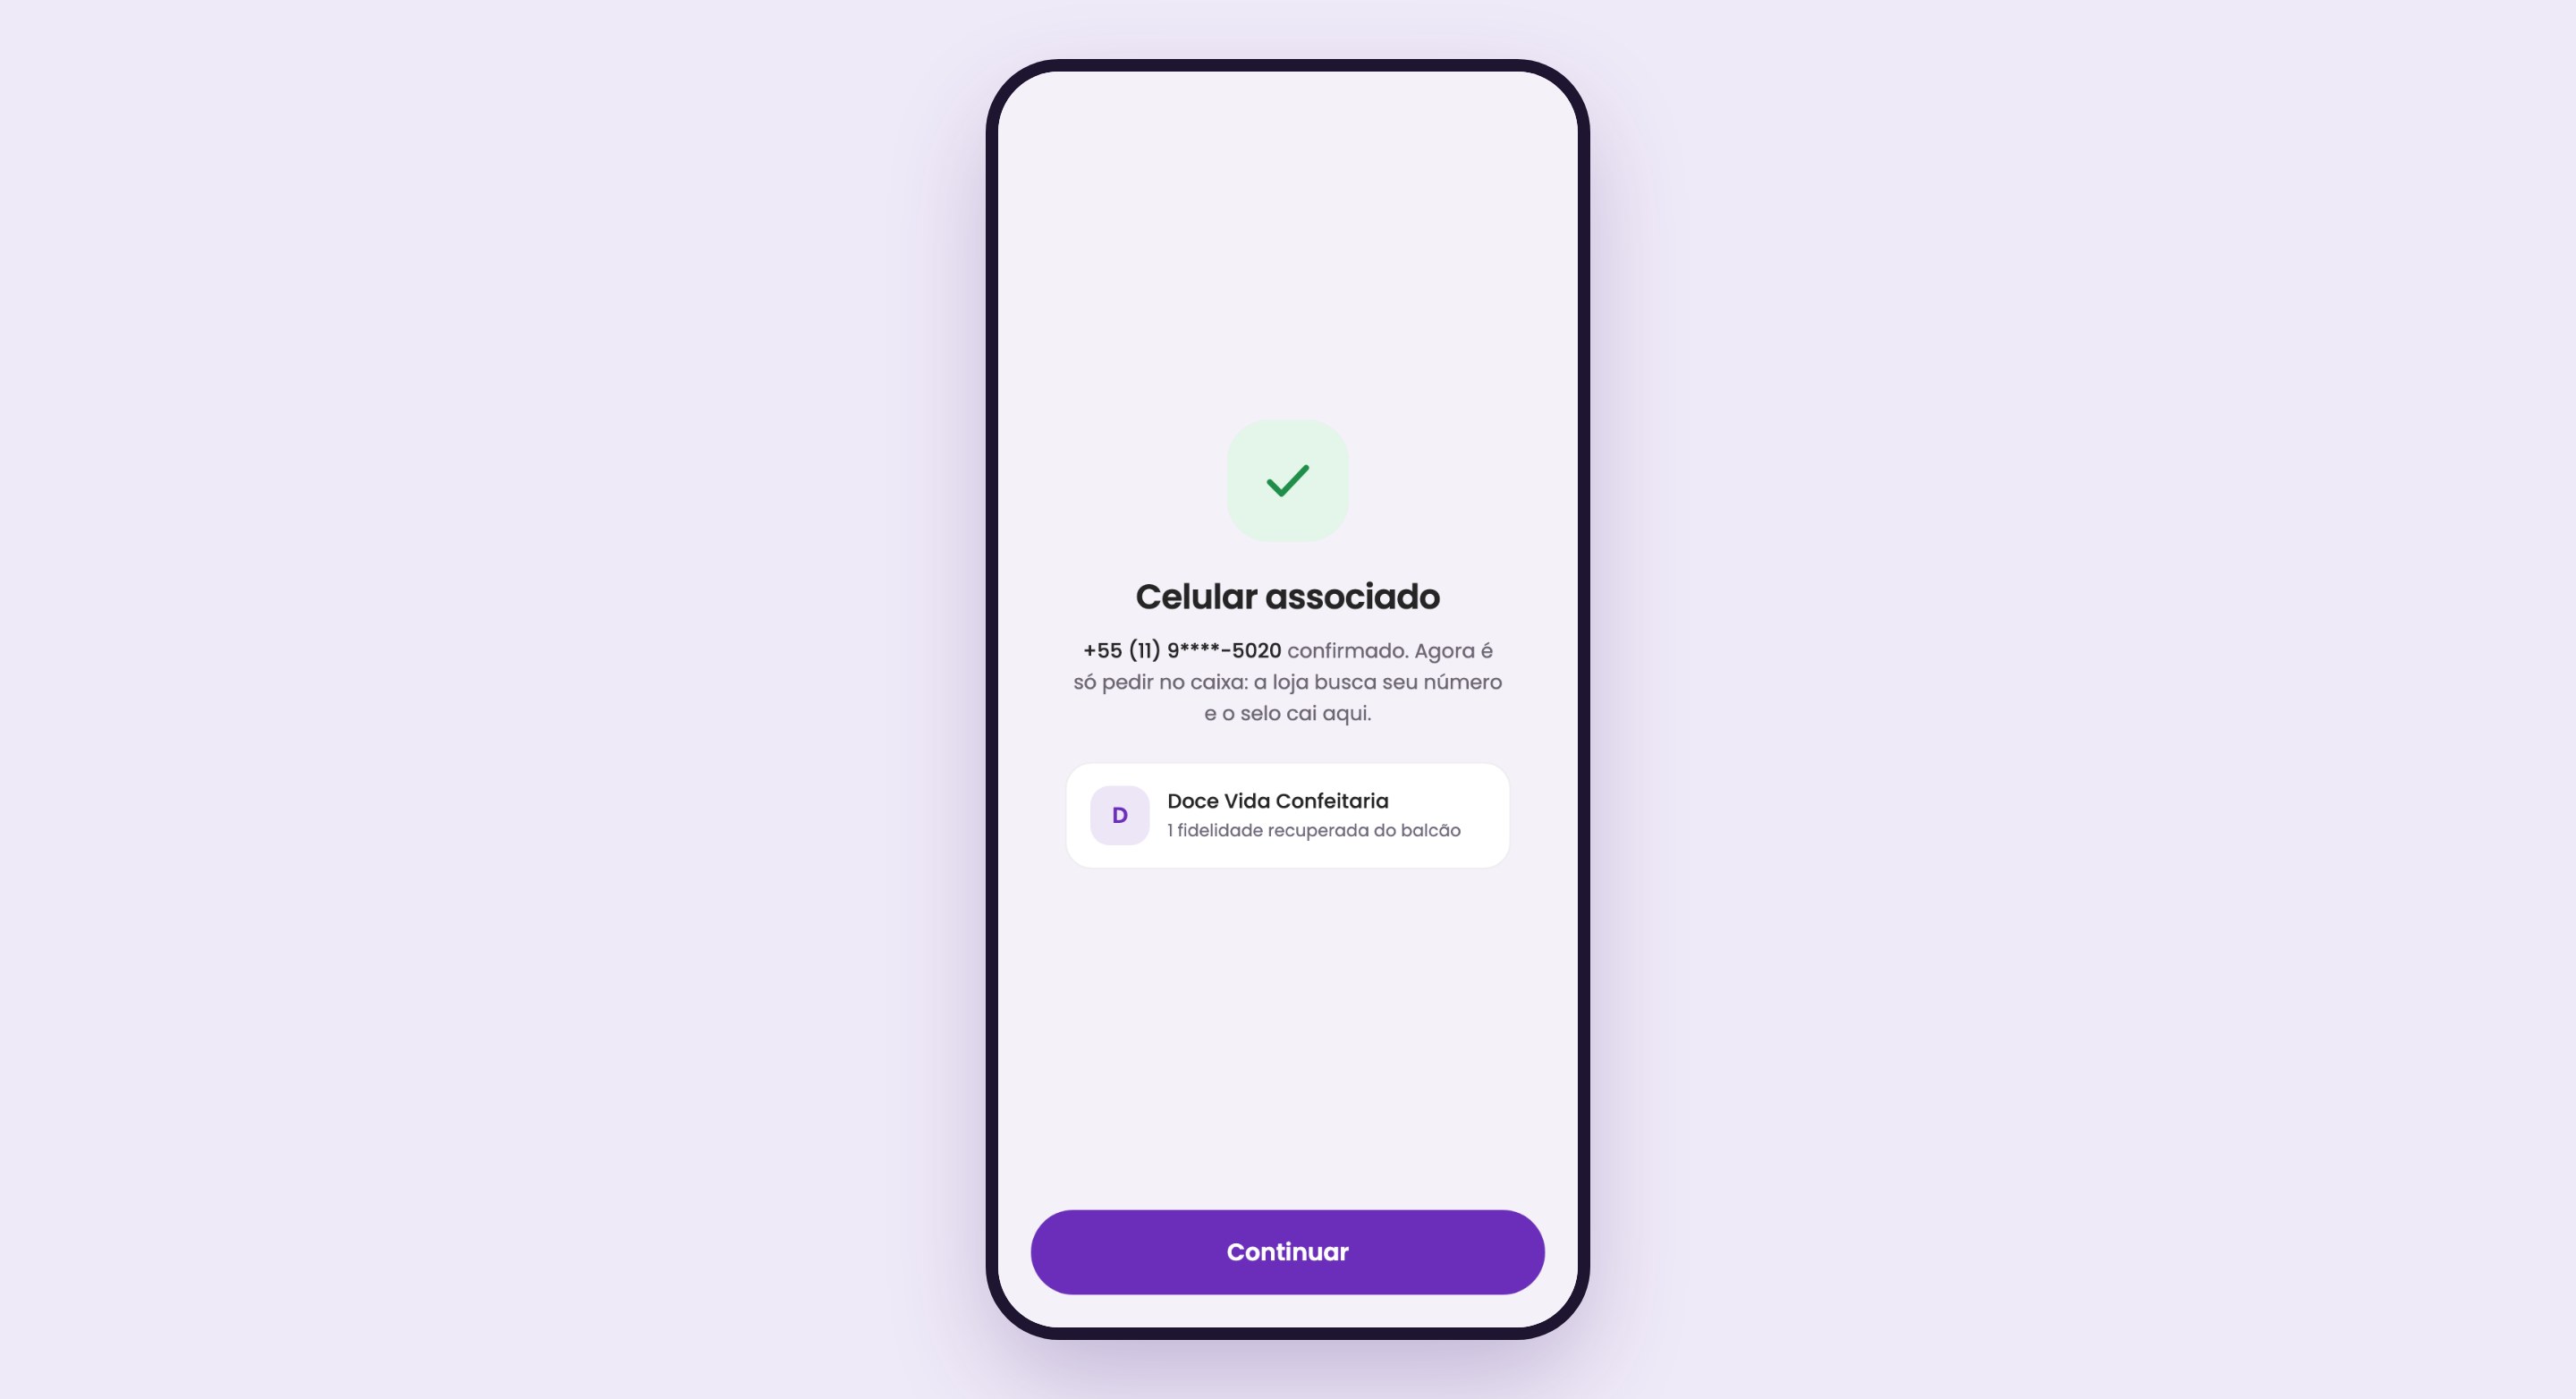 Celular associado
+55 (11) 9****-5020 confirmado. Agora é
só pedir no caixa: a loja busca seu número
e o selo cai aqui.
D
Doce Vida Confeitaria
1 fidelidade recuperada do balcão
Continuar